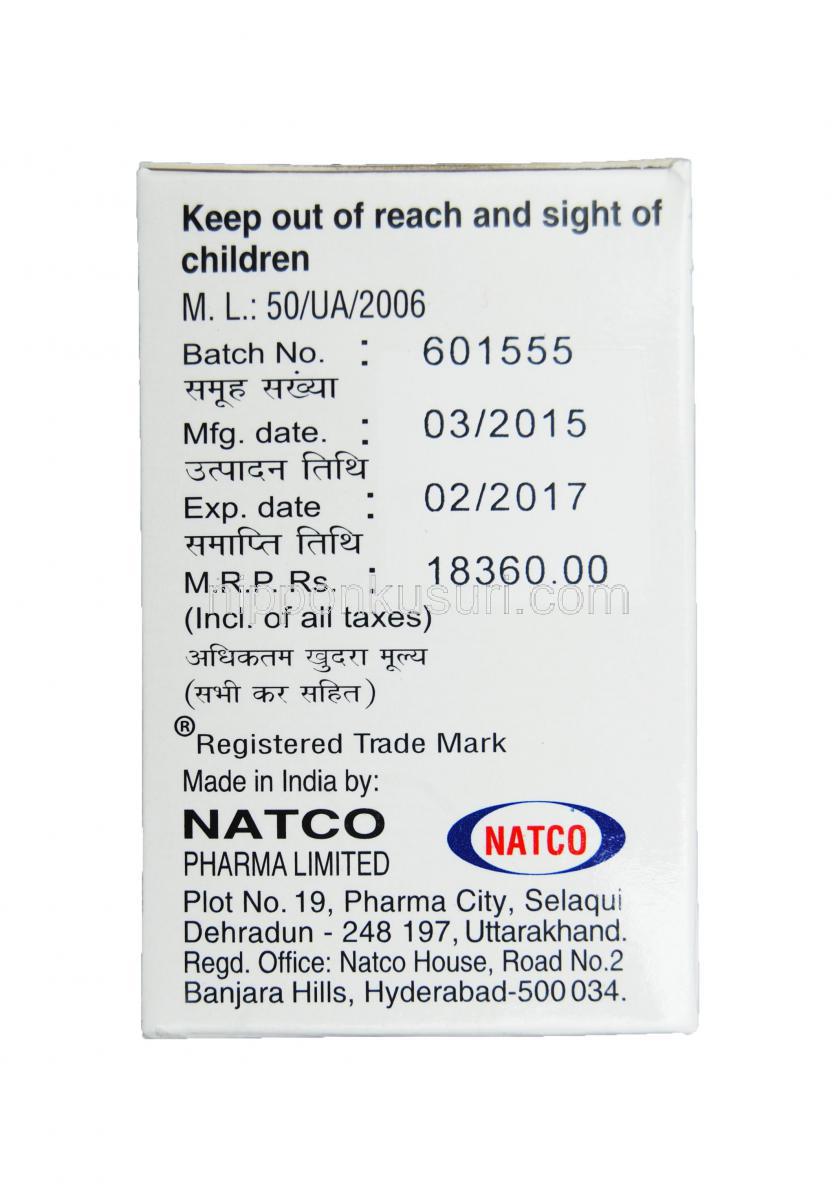 Keep out of reach and sight of
children
M. L.: 50/UA/2006
Batch No. : 601555
समूह सख्ंया
Mfg. date. : 03/2015
उत्पादन तिथि
Exp. date : 02/2017
समाप्ति तिथि
M.R.P. Rs. : 18360.00
nipponkusuri.com
(Incl. of all taxes)
अधिकतम खुदरा मूल्य
(सभी कर सहित)
® Registered Trade Mark
Made in India by:
NATCO
NATCO
PHARMA LIMITED
Plot No. 19, Pharma City, Selaqui
Dehradun - 248 197, Uttarakhand.
Regd. Office: Natco House, Road No.2
Banjara Hills, Hyderabad-500 034.